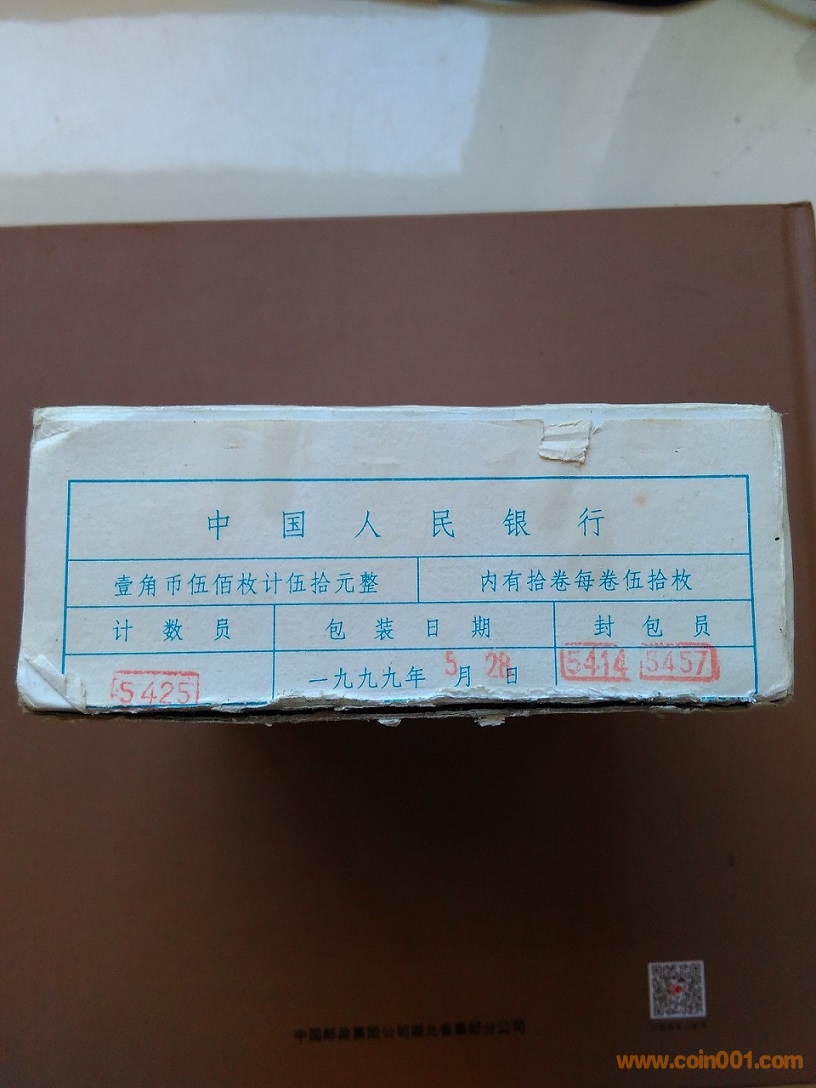 中国人民银行
壹角币伍佰枚计伍拾元整 内有拾卷每卷伍拾枚
计数员 包装日期 封包员
5425 一九九九年5月28日 5414 5457
中国邮政集团公司湖北省集邮分公司
www.coin001.com